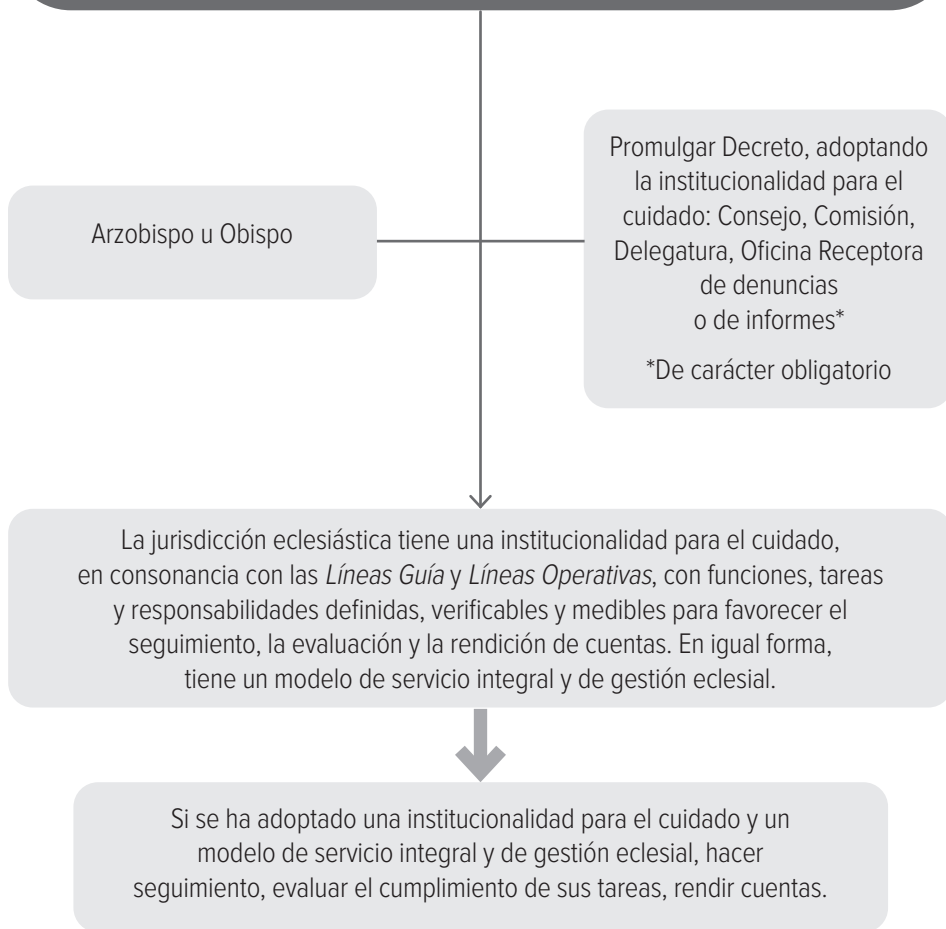 Arzobispo u Obispo
Promulgar Decreto, adoptando
la institucionalidad para el
cuidado: Consejo, Comisión,
Delegatura, Oficina Receptora
de denuncias
o de informes*
*De carácter obligatorio
La jurisdicción eclesiástica tiene una institucionalidad para el cuidado,
en consonancia con las Líneas Guía y Líneas Operativas, con funciones, tareas
y responsabilidades definidas, verificables y medibles para favorecer el
seguimiento, la evaluación y la rendición de cuentas. En igual forma,
tiene un modelo de servicio integral y de gestión eclesial.
Si se ha adoptado una institucionalidad para el cuidado y un
modelo de servicio integral y de gestión eclesial, hacer
seguimiento, evaluar el cumplimiento de sus tareas, rendir cuentas.